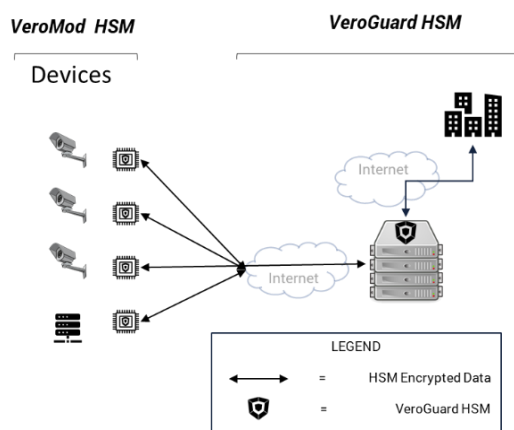 VeroMod HSM
VeroGuard HSM
Devices
Internet
Internet
LEGEND
= HSM Encrypted Data
= VeroGuard HSM